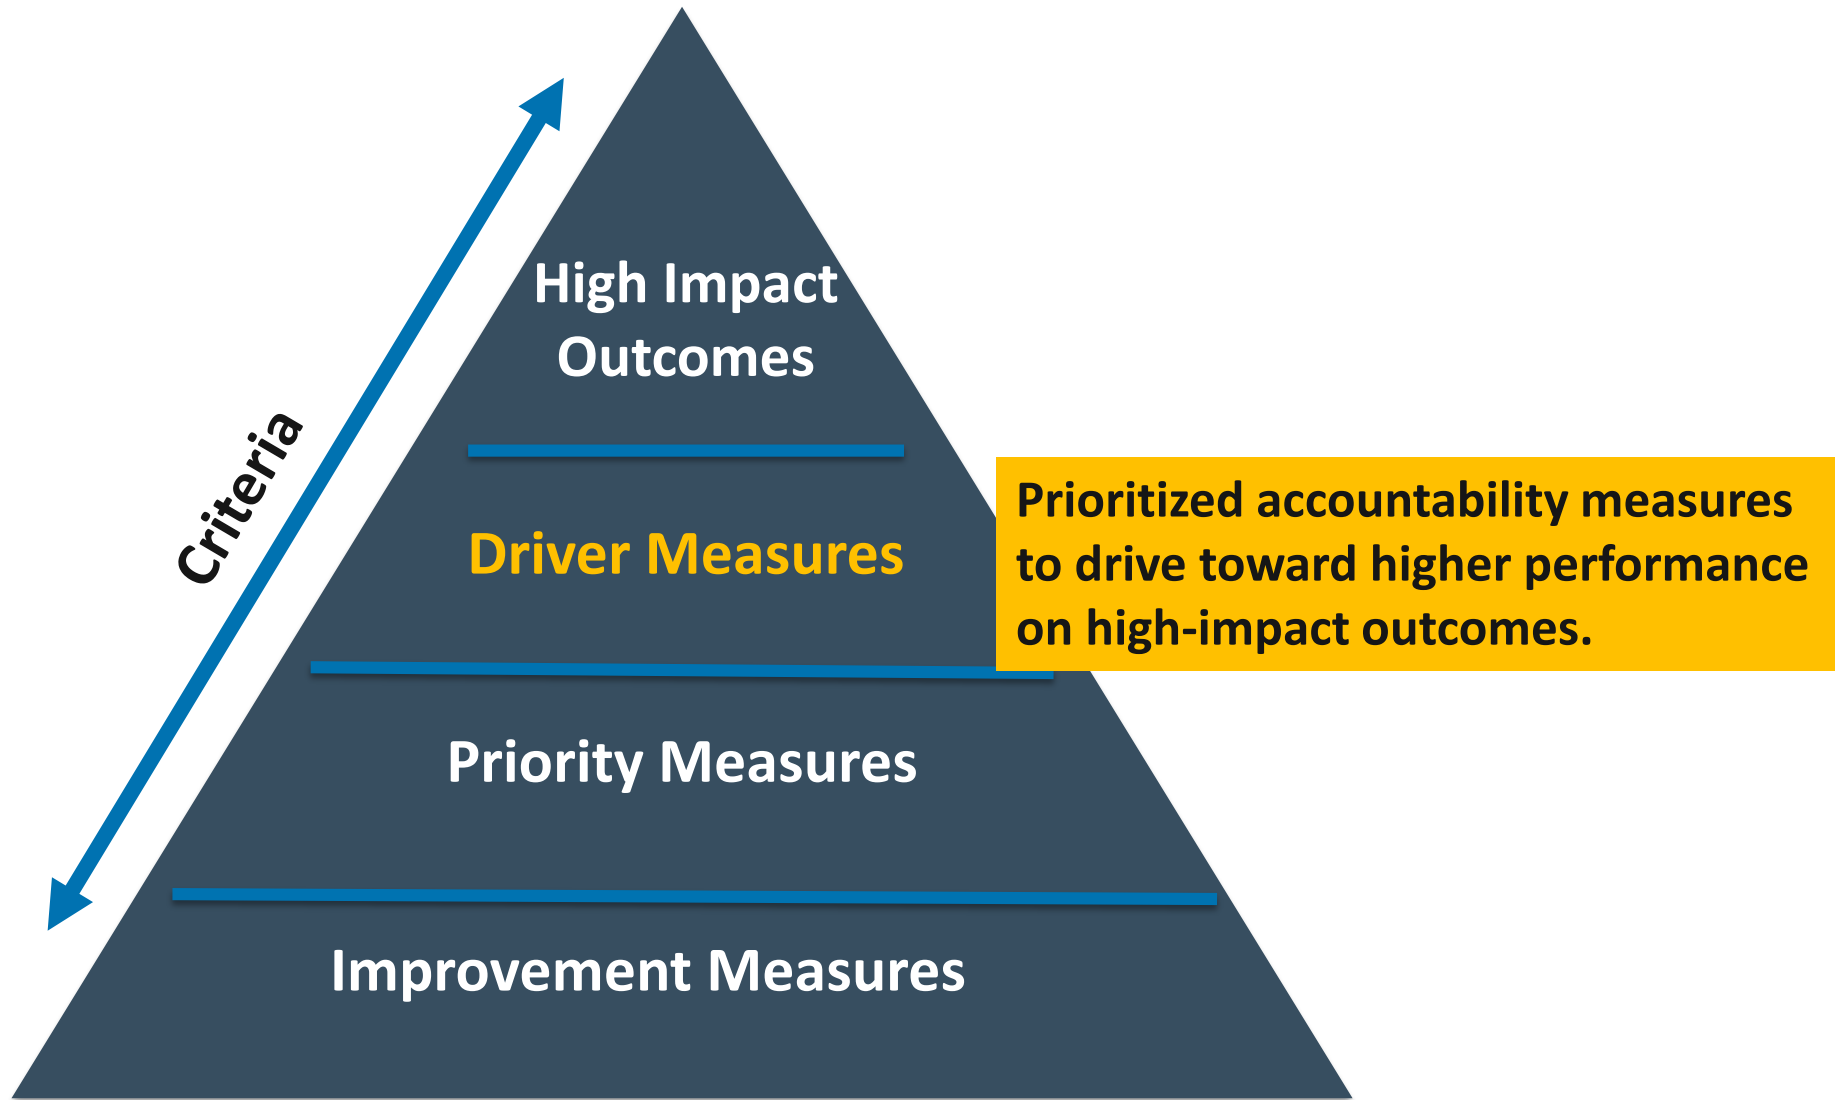 Criteria
High Impact
Outcomes
Driver Measures
Prioritized accountability measures
to drive toward higher performance
on high-impact outcomes.
Priority Measures
Improvement Measures